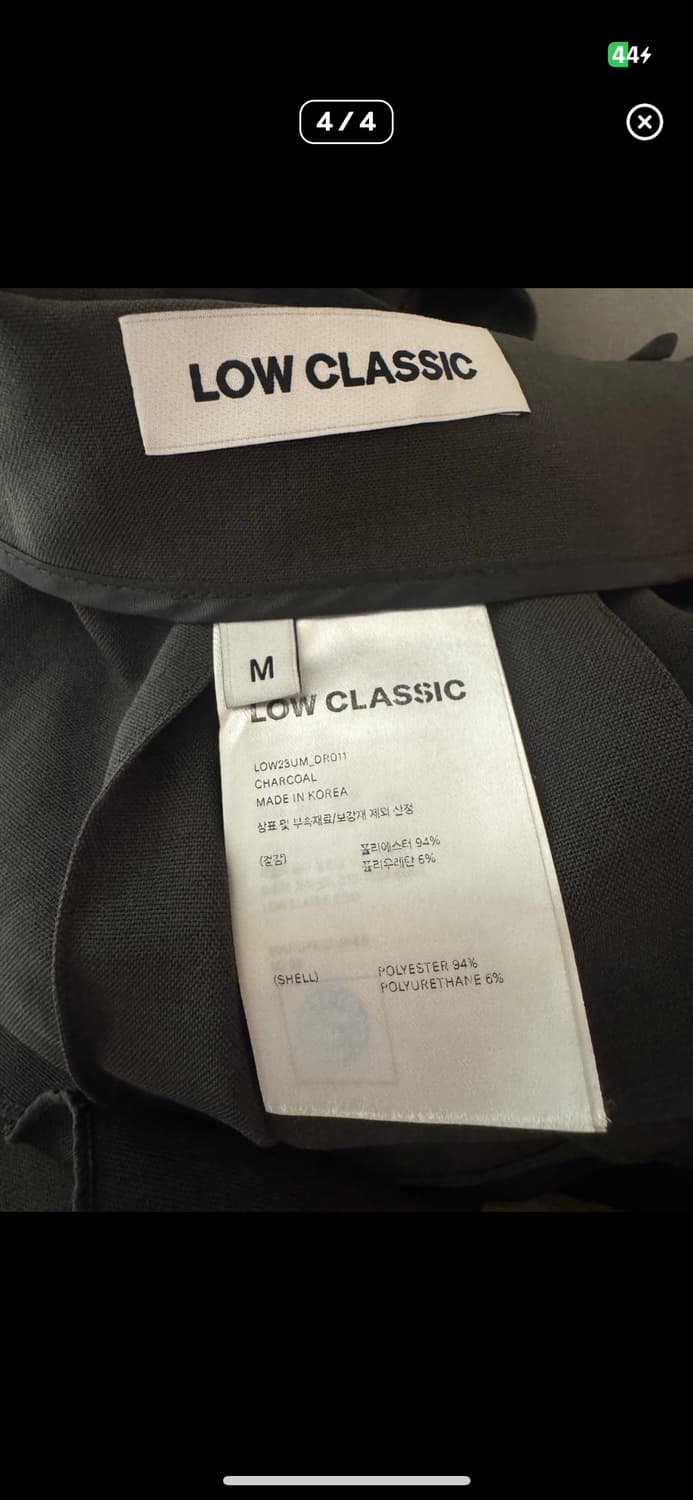 44
4/4
LOW CLASSIC
M
LOW CLASSIC
LOW23UM_DR011
CHARCOAL
MADE IN KOREA
상표 및 부속재료/보강재 제외 산정
(겉감) 폴리에스터 94%
폴리우레탄 6%
(SHELL) POLYESTER 94%
POLYURETHANE 6%